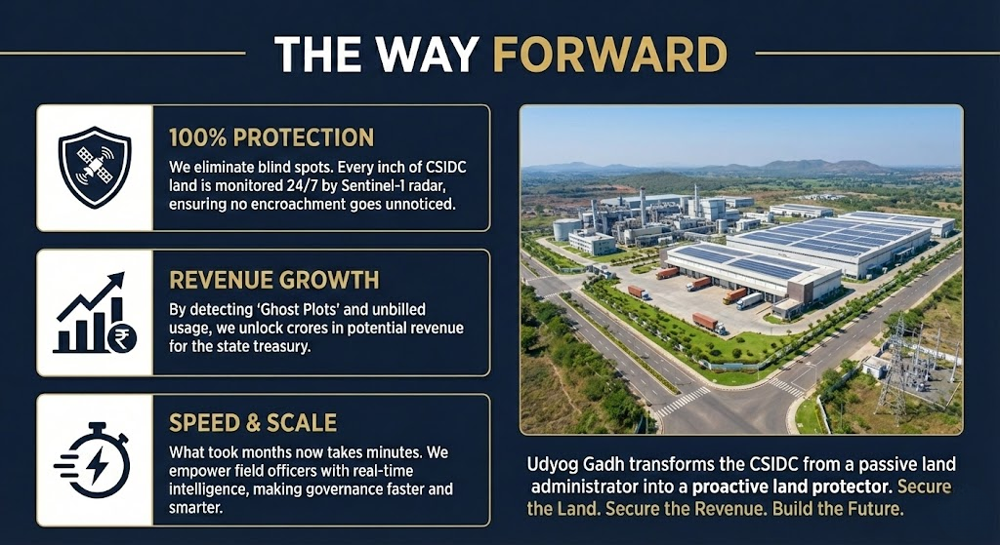 THE WAY FORWARD
100% PROTECTION
We eliminate blind spots. Every inch of CSIDC
land is monitored 24/7 by Sentinel-1 radar,
ensuring no encroachment goes unnoticed.
REVENUE GROWTH
By detecting ‘Ghost Plots’ and unbilled
usage, we unlock crores in potential revenue
for the state treasury.
₹
SPEED & SCALE
What took months now takes minutes. We
empower field officers with real-time
intelligence, making governance faster and
smarter.
Udyog Gadh transforms the CSIDC from a passive land
administrator into a proactive land protector. Secure
the Land. Secure the Revenue. Build the Future.